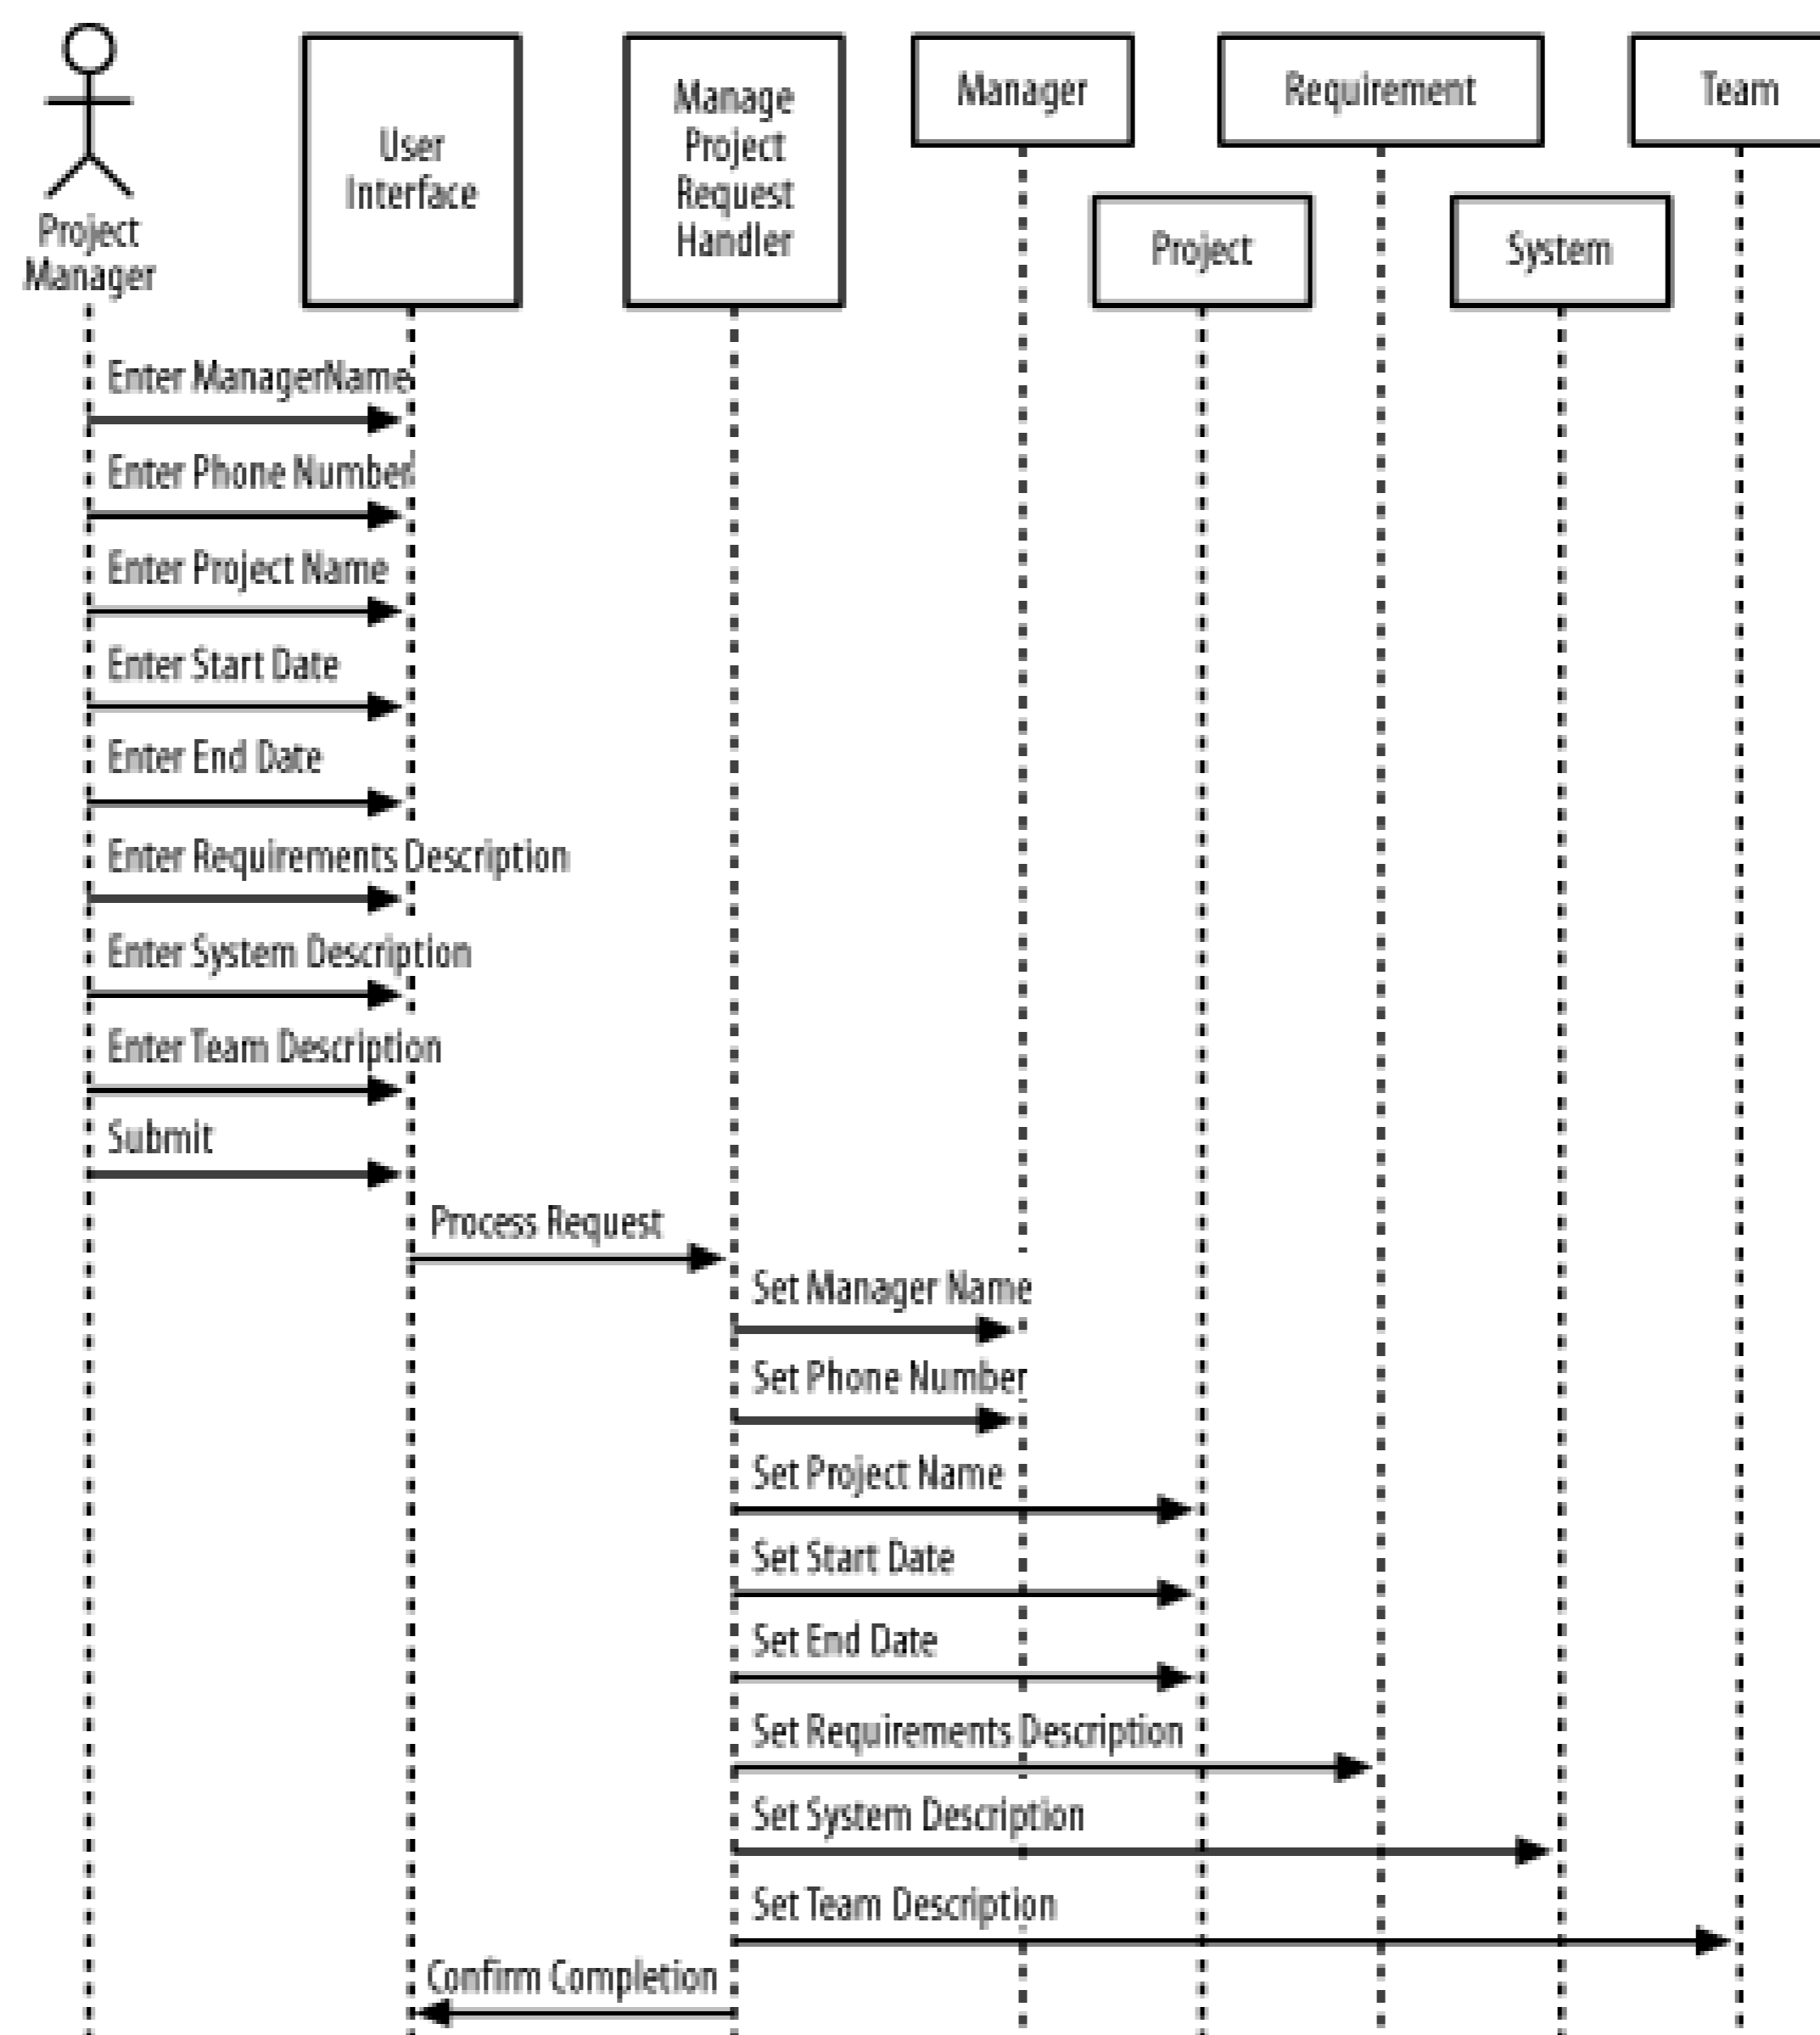 Project
Manager
User
Interface
Manage
Project
Request
Handler
Manager
Requirement
Team
Project
System
Enter ManagerName
Enter Phone Number
Enter Project Name
Enter Start Date
Enter End Date
Enter Requirements Description
Enter System Description
Enter Team Description
Submit
Process Request
Set Manager Name
Set Phone Number
Set Project Name
Set Start Date
Set End Date
Set Requirements Description
Set System Description
Set Team Description
Confirm Completion